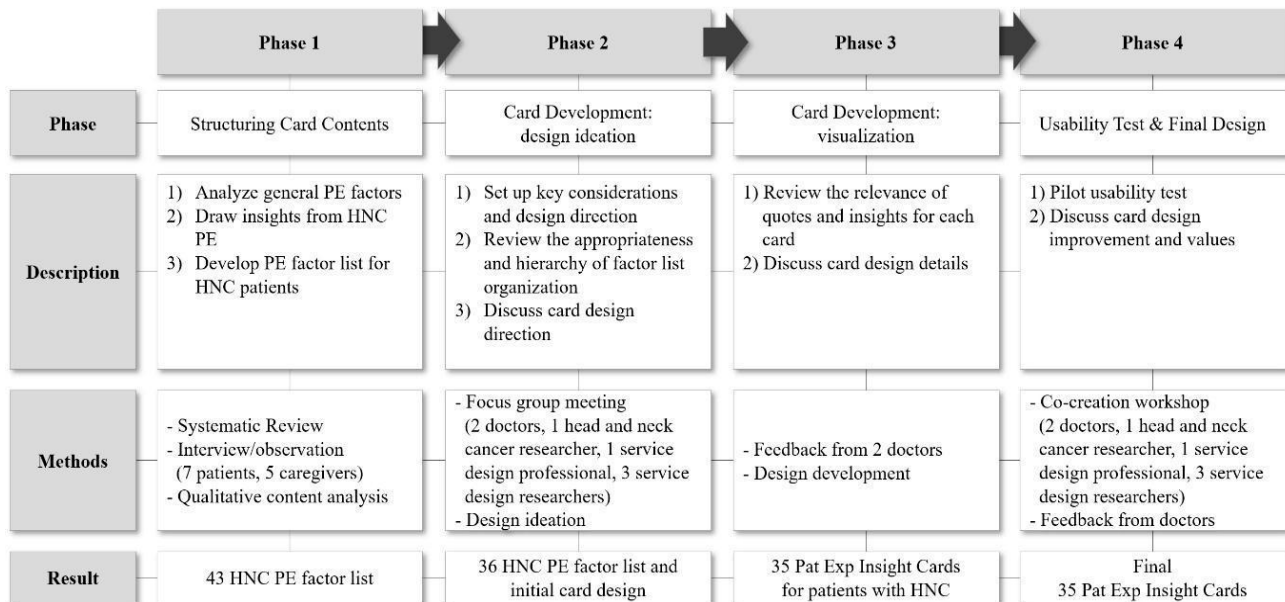 Phase 1
Phase 2
Phase 3
Phase 4
Phase
Structuring Card Contents
Card Development:
design ideation
Card Development:
visualization
Usability Test & Final Design
Description
1) Analyze general PE factors
2) Draw insights from HNC
PE
3) Develop PE factor list for
HNC patients
1) Set up key considerations
and design direction
2) Review the appropriateness
and hierarchy of factor list
organization
3) Discuss card design
direction
1) Review the relevance of
quotes and insights for each
card
2) Discuss card design details
1) Pilot usability test
2) Discuss card design
improvement and values
Methods
- Systematic Review
- Interview/observation
(7 patients, 5 caregivers)
- Qualitative content analysis
- Focus group meeting
(2 doctors, 1 head and neck
cancer researcher, 1 service
design professional, 3 service
design researchers)
- Design ideation
- Feedback from 2 doctors
- Design development
- Co-creation workshop
(2 doctors, 1 head and neck
cancer researcher, 1 service
design professional, 3 service
design researchers)
- Feedback from doctors
Result
43 HNC PE factor list
36 HNC PE factor list and
initial card design
35 Pat Exp Insight Cards
for patients with HNC
Final
35 Pat Exp Insight Cards